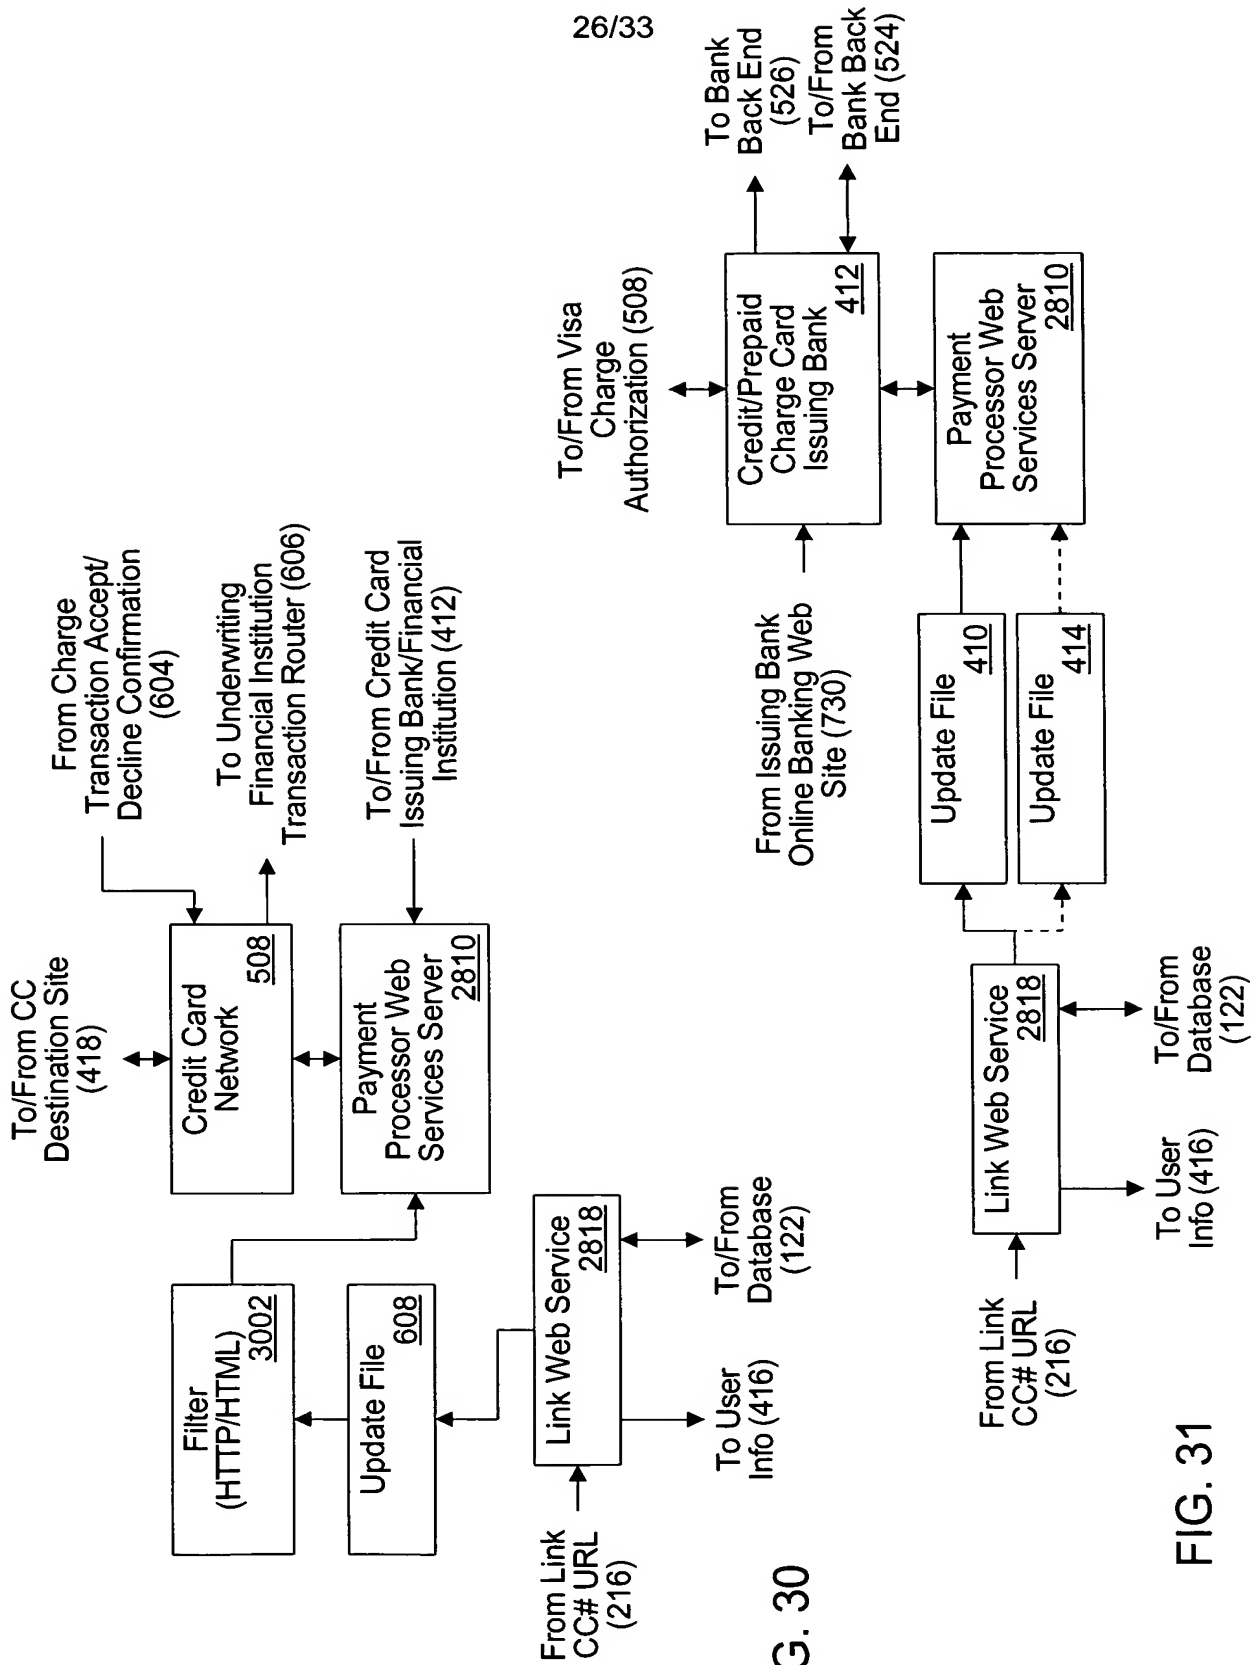 26/33
To/From CC
Destination Site
(418)
From Charge
Transaction Accept/
Decline Confirmation
(604)
To Underwriting
Financial Institution
Transaction Router (606)
To/From Credit Card
Issuing Bank/Financial
Institution (412)
Credit Card
Network
508
Payment
Processor Web
Services Server
2810
Filter
(HTTP/HTML)
3002
Update File
608
Link Web Service
2818
From Link
CC# URL
(216)
To User
Info (416)
To/From
Database
(122)
G. 30
To/From Visa
Charge
Authorization (508)
To Bank
Back End
(526)
To/From
Bank Back
End (524)
Credit/Prepaid
Charge Card
Issuing Bank
412
From Issuing Bank
Online Banking Web
Site (730)
Payment
Processor Web
Services Server
2810
Update File
410
Update File
414
Link Web Service
2818
From Link
CC# URL
(216)
To User
Info (416)
To/From
Database
(122)
FIG. 31